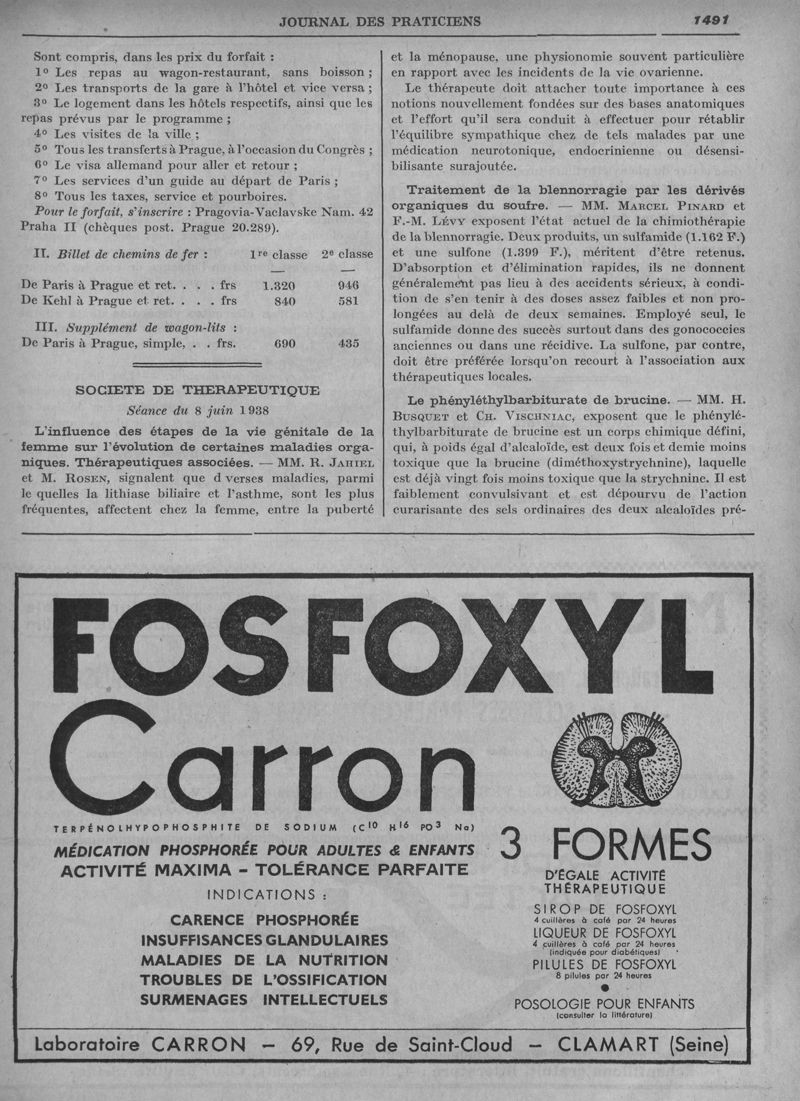 JOURNAL DES PRATICIENS 1491
Sont compris, dans les prix du forfait :
1º Les repas au wagon-restaurant, sans boisson ;
2º Les transports de la gare à l'hôtel et vice versa ;
3º Le logement dans les hôtels respectifs, ainsi que les
repas prévus par le programme ;
4º Les visites de la ville ;
5º Tous les transferts à Prague, à l'occasion du Congrès ;
6º Le visa allemand pour aller et retour ;
7º Les services d'un guide au départ de Paris ;
8º Tous les taxes, service et pourboires.
Pour le forfait, s'inscrire : Pragovia-Vaclavske Nam. 42
Praha II (chèques post. Prague 20.289).
II. Billet de chemins de fer : 1re classe 2e classe
De Paris à Prague et ret. . . . frs 1.320 946
De Kehl à Prague et ret. . . . frs 840 581
III. Supplément de wagon-lits :
De Paris à Prague, simple, . . frs. 690 435
SOCIETE DE THERAPEUTIQUE
Séance du 8 juin 1938
L'influence des étapes de la vie génitale de la
femme sur l'évolution de certaines maladies orga-
niques. Thérapeutiques associées. — MM. R. Jahiel
et M. Rosen, signalent que d verses maladies, parmi
le quelles la lithiase biliaire et l'asthme, sont les plus
fréquentes, affectent chez la femme, entre la puberté
et la ménopause, une physionomie souvent particulière
en rapport avec les incidents de la vie ovarienne.
Le thérapeute doit attacher toute importance à ces
notions nouvellement fondées sur des bases anatomiques
et l'effort qu'il sera conduit à effectuer pour rétablir
l'équilibre sympathique chez de tels malades par une
médication neurotonique, endocrinienne ou désensi-
bilisante surajoutée.
Traitement de la blennorragie par les dérivés
organiques du soufre. — MM. Marcel Pinard et
F.-M. Lévy exposent l'état actuel de la chimiothérapie
de la blennorragie. Deux produits, un sulfamide (1.162 F.)
et une sulfone (1.399 F.), méritent d'être retenus.
D'absorption et d'élimination rapides, ils ne donnent
généralement pas lieu à des accidents sérieux, à condi-
tion de s'en tenir à des doses assez faibles et non pro-
longées au delà de deux semaines. Employé seul, le
sulfamide donne des succès surtout dans des gonococcies
anciennes ou dans une récidive. La sulfone, par contre,
doit être préférée lorsqu'on recourt à l'association aux
thérapeutiques locales.
Le phényléthylbarbiturate de brucine. — MM. H.
Busquet et Ch. Vischniac, exposent que le phénylé-
thylbarbiturate de brucine est un corps chimique défini,
qui, à poids égal d'alcaloïde, est deux fois et demie moins
toxique que la brucine (diméthoxystrychnine), laquelle
est déjà vingt fois moins toxique que la strychnine. Il est
faiblement convulsivant et est dépourvu de l'action
curarisante des sels ordinaires des deux alcaloïdes pré-
FOSFOXYL
Carron
TERPÉNOLHYPOPHOSPHITE DE SODIUM (C10 H16 PO3 Na)
MÉDICATION PHOSPHORÉE POUR ADULTES & ENFANTS
ACTIVITÉ MAXIMA - TOLÉRANCE PARFAITE
INDICATIONS :
CARENCE PHOSPHORÉE
INSUFFISANCES GLANDULAIRES
MALADIES DE LA NUTRITION
TROUBLES DE L'OSSIFICATION
SURMENAGES INTELLECTUELS
3 FORMES
D'ÉGALE ACTIVITÉ
THÉRAPEUTIQUE
SIROP DE FOSFOXYL
4 cuillères à café par 24 heures
LIQUEUR DE FOSFOXYL
4 cuillères à café par 24 heures
(indiquée pour diabétiques)
PILULES DE FOSFOXYL
8 pilules par 24 heures
POSOLOGIE POUR ENFANTS
(consulter la littérature)
Laboratoire CARRON - 69, Rue de Saint-Cloud - CLAMART (Seine)